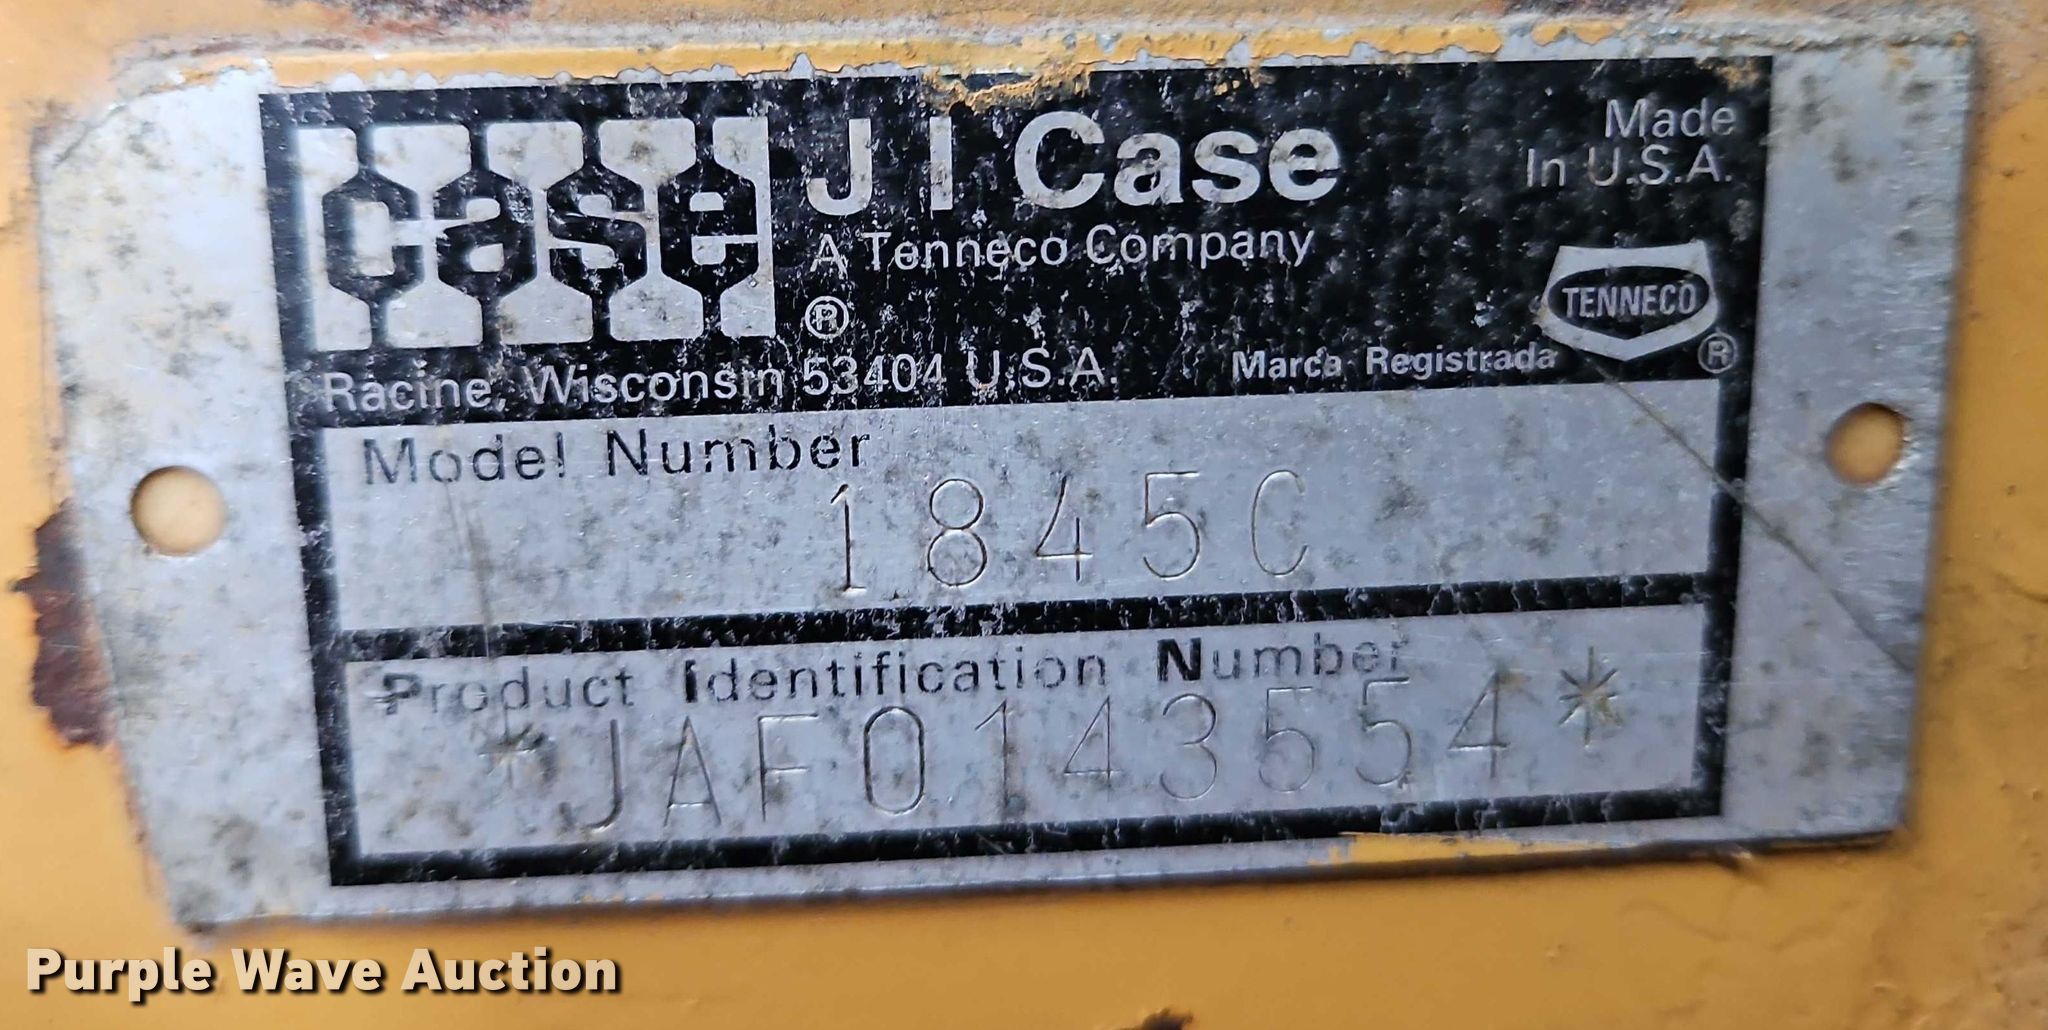 case
J I Case
A Tenneco Company
®
Made
In U.S.A.
TENNECO
®
Racine, Wisconsin 53404 U.S.A.
Marca Registrada
Model Number
1845C
Product Identification Number
*JAF0143554*
Purple Wave Auction